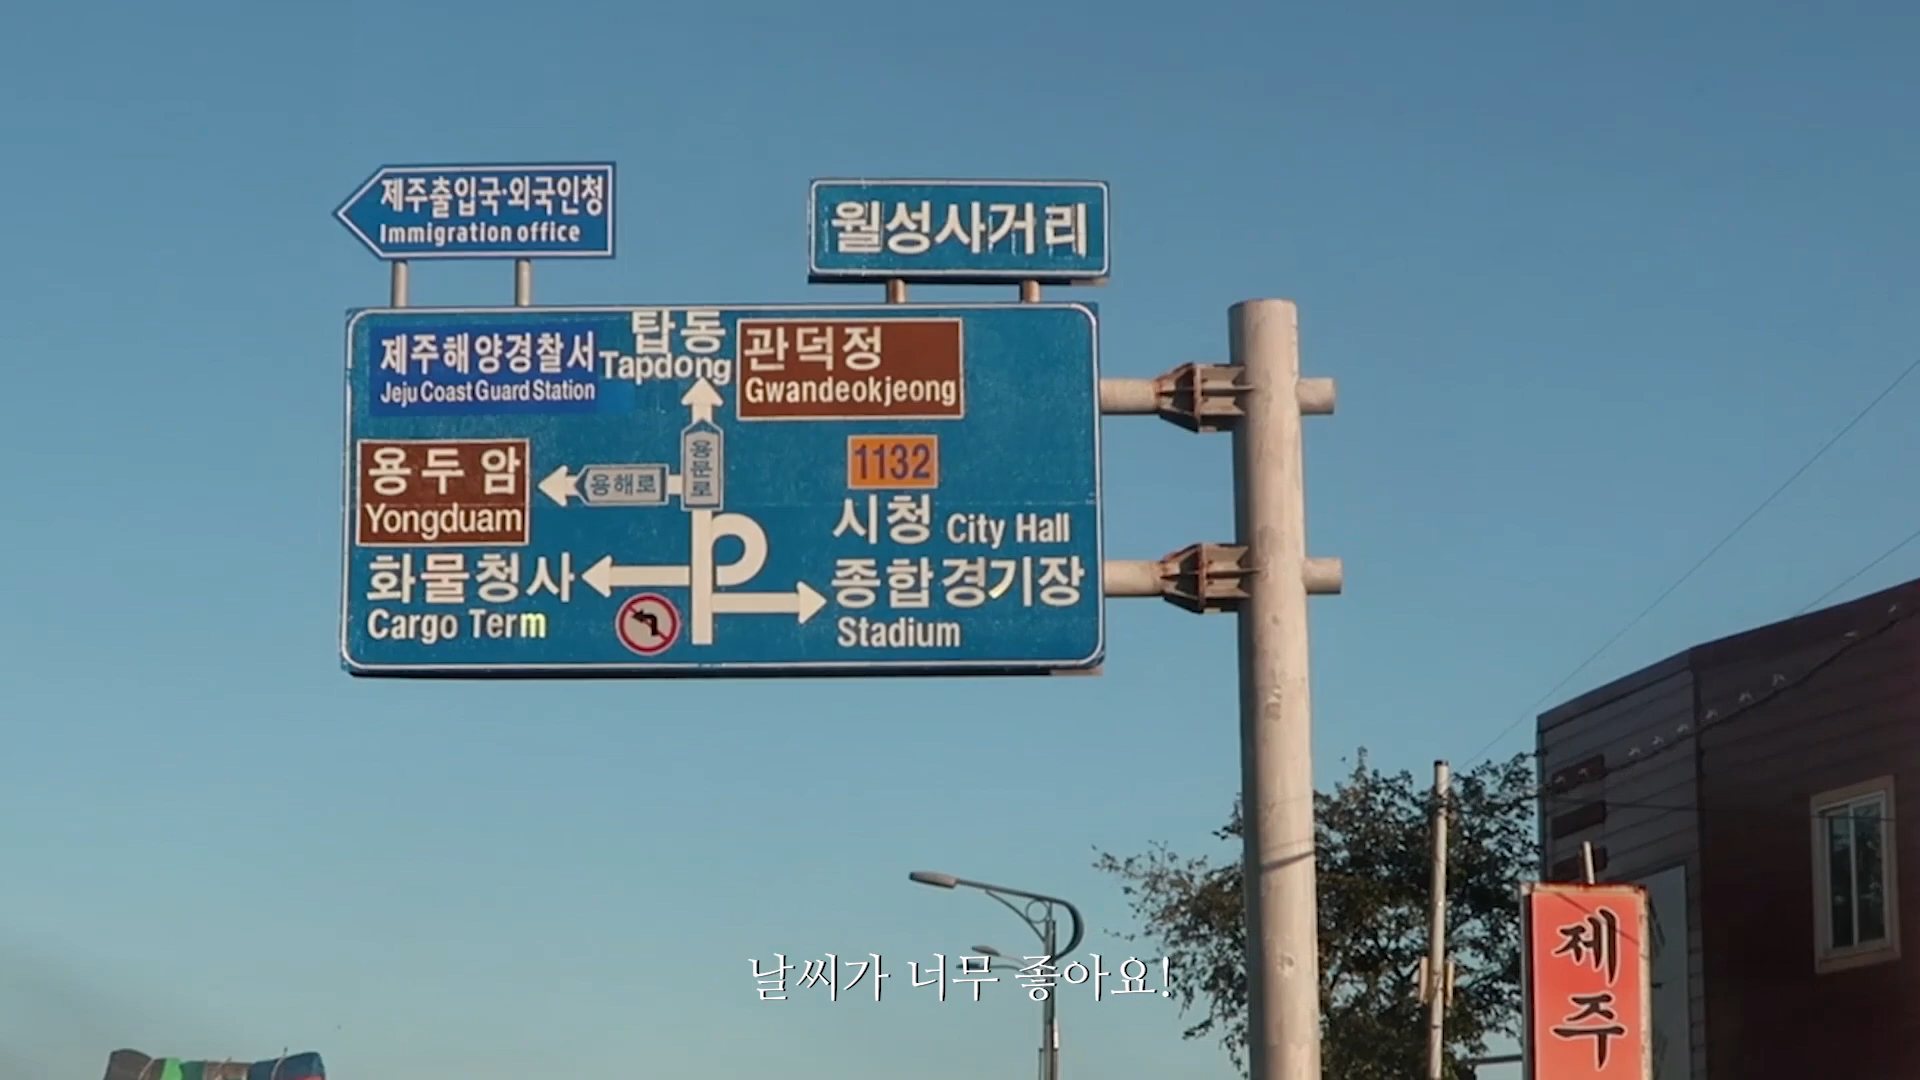 제주출입국·외국인청
Immigration office
월성사거리
제주해양경찰서
Jeju Coast Guard Station
탑동
Tapdong
관덕정
Gwandeokjeong
용두암
Yongduam
용해로
용문로
1132
시청 City Hall
화물청사
Cargo Term
종합경기장
Stadium
날씨가 너무 좋아요!
제주